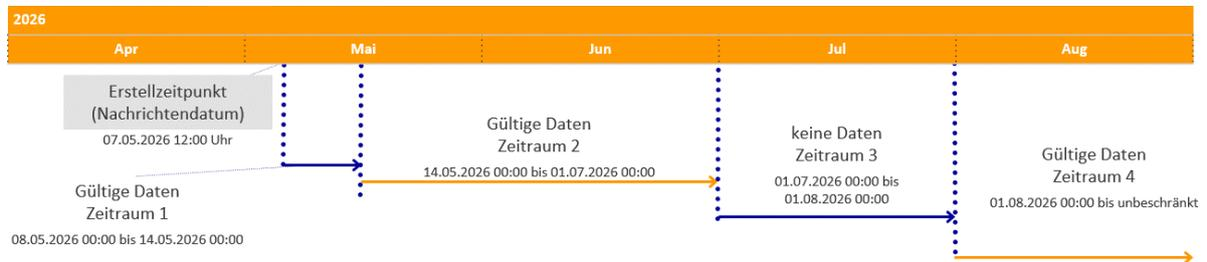 2026
Apr
Mai
Jun
Jul
Aug
Erstellzeitpunkt
(Nachrichtendatum)
07.05.2026 12:00 Uhr
Gültige Daten
Zeitraum 1
08.05.2026 00:00 bis 14.05.2026 00:00
Gültige Daten
Zeitraum 2
14.05.2026 00:00 bis 01.07.2026 00:00
keine Daten
Zeitraum 3
01.07.2026 00:00 bis
01.08.2026 00:00
Gültige Daten
Zeitraum 4
01.08.2026 00:00 bis unbeschränkt